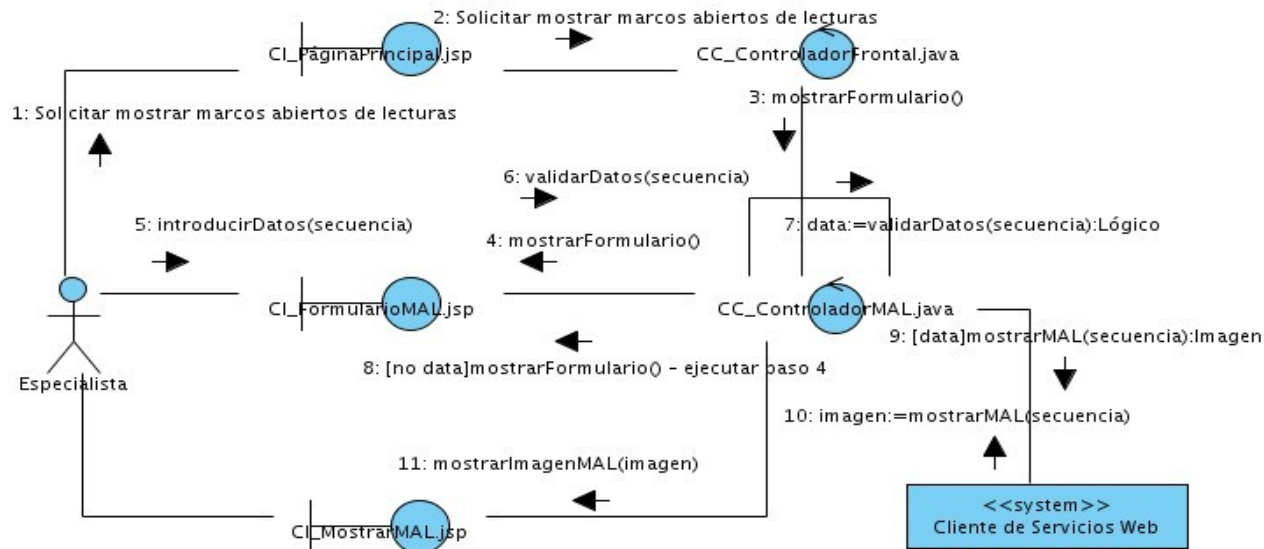 2: Solicitar mostrar marcos abiertos de lecturas
CI_PáginaPrincipal.jsp
CC_ControladorFrontal.java
1: Solicitar mostrar marcos abiertos de lecturas
3: mostrarFormulario()
6: validarDatos(secuencia)
5: introducirDatos(secuencia)
7: data:=validarDatos(secuencia):Lógico
4: mostrarFormulario()
CI_FormularioMAL.jsp
CC_ControladorMAL.java
9: [data]mostrarMAL(secuencia):Imagen
8: [no data]mostrarFormulario() - ejecutar paso 4
Especialista
10: imagen:=mostrarMAL(secuencia)
11: mostrarImagenMAL(imagen)
<<system>>
Cliente de Servicios Web
CI_MostrarMAL.jsp